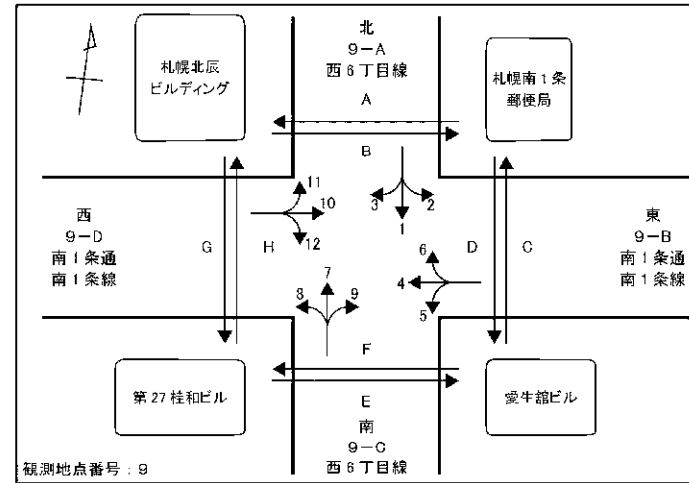 北
9-A
西6丁目線
札幌北辰
ビルディング
札幌南1条
郵便局
A
B
11
10
12
3
2
1
西
9-D
南1条通
南1条線
G
H
D
C
東
9-B
南1条通
南1条線
6
4
5
7
8
9
F
E
第27桂和ビル
愛生舘ビル
南
9-C
西6丁目線
観測地点番号:9